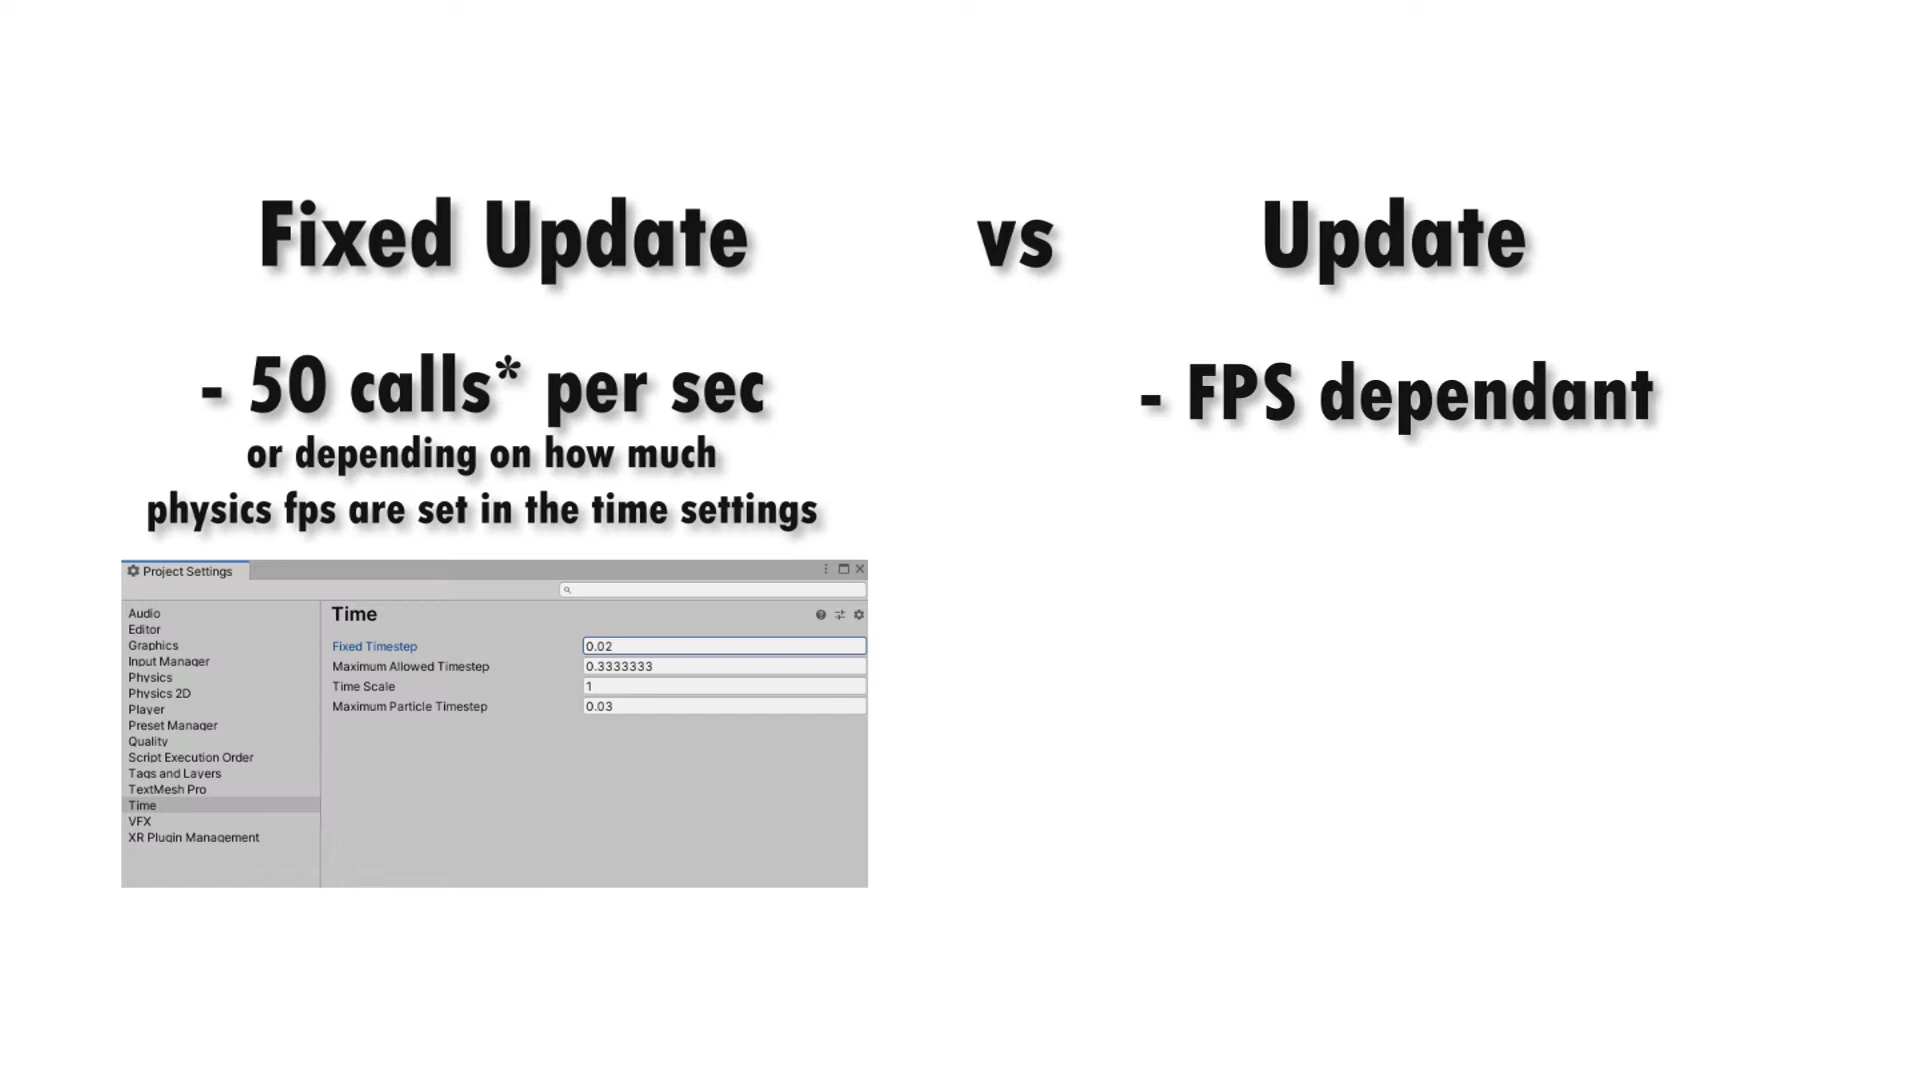 Fixed Update vs Update
- 50 calls* per sec
or depending on how much
physics fps are set in the time settings
- FPS dependant
Project Settings
Audio
Editor
Graphics
Input Manager
Physics
Physics 2D
Player
Preset Manager
Quality
Script Execution Order
Tags and Layers
TextMesh Pro
Time
VFX
XR Plugin Management
Time
Fixed Timestep 0.02
Maximum Allowed Timestep 0.3333333
Time Scale 1
Maximum Particle Timestep 0.03